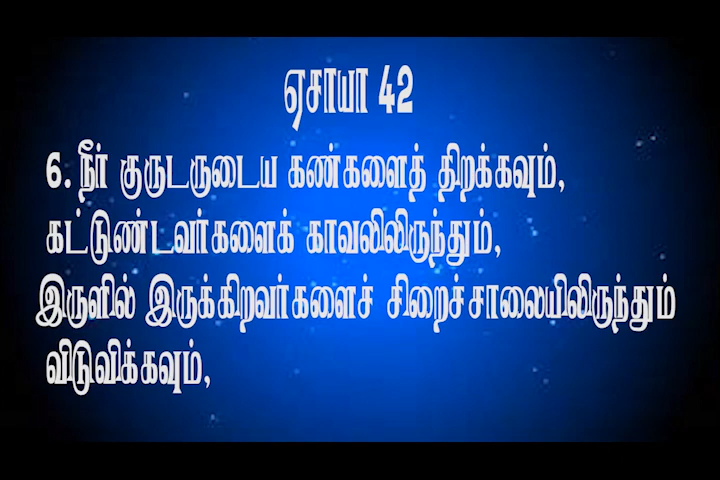 ஏசாயா 42
6. நீர் குருடருடைய கண்களைத் திறக்கவும்,
கட்டுண்டவர்களைக் காவலிலிருந்தும்,
இருளில் இருக்கிறவர்களைச் சிறைச்சாலையிலிருந்தும்
விடுவிக்கவும்,